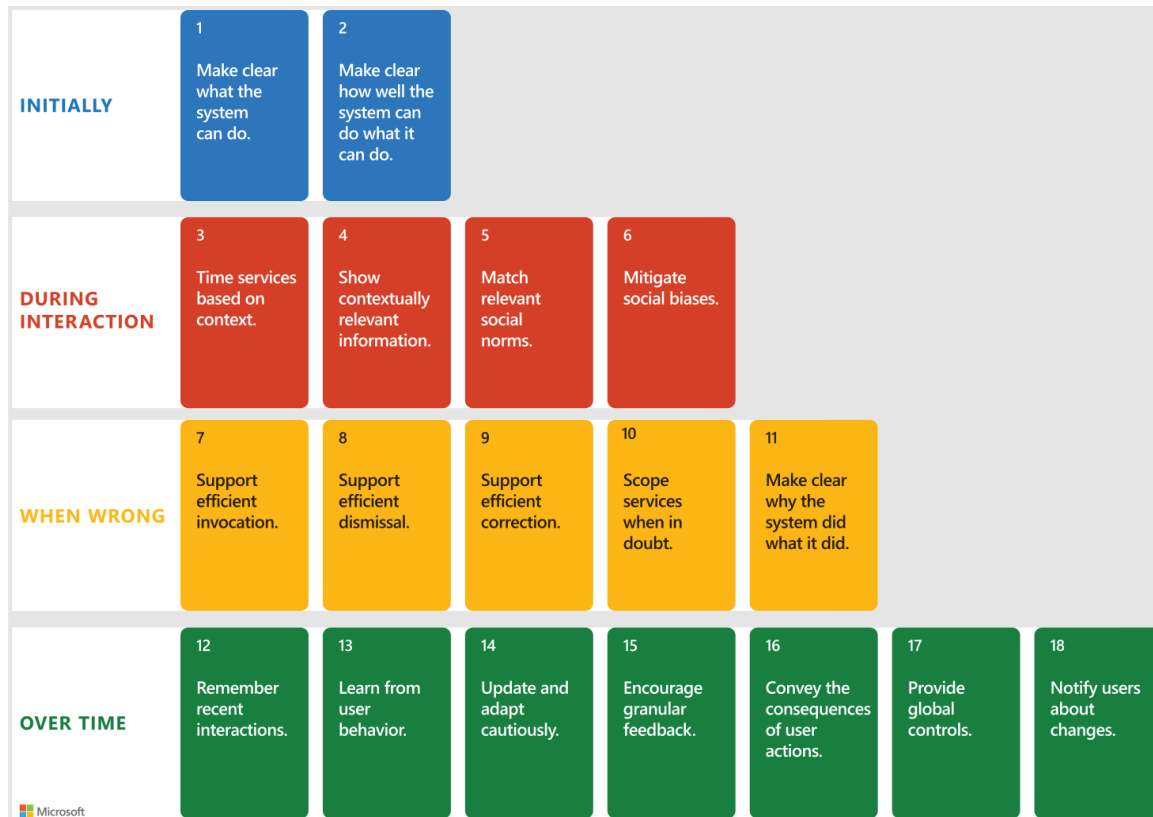 INITIALLY
1
Make clear
what the
system
can do.
2
Make clear
how well the
system can
do what it
can do.
DURING
INTERACTION
3
Time services
based on
context.
4
Show
contextually
relevant
information.
5
Match
relevant
social
norms.
6
Mitigate
social biases.
WHEN WRONG
7
Support
efficient
invocation.
8
Support
efficient
dismissal.
9
Support
efficient
correction.
10
Scope
services
when in
doubt.
11
Make clear
why the
system did
what it did.
OVER TIME
12
Remember
recent
interactions.
13
Learn from
user
behavior.
14
Update and
adapt
cautiously.
15
Encourage
granular
feedback.
16
Convey the
consequences
of user
actions.
17
Provide
global
controls.
18
Notify users
about
changes.
Microsoft